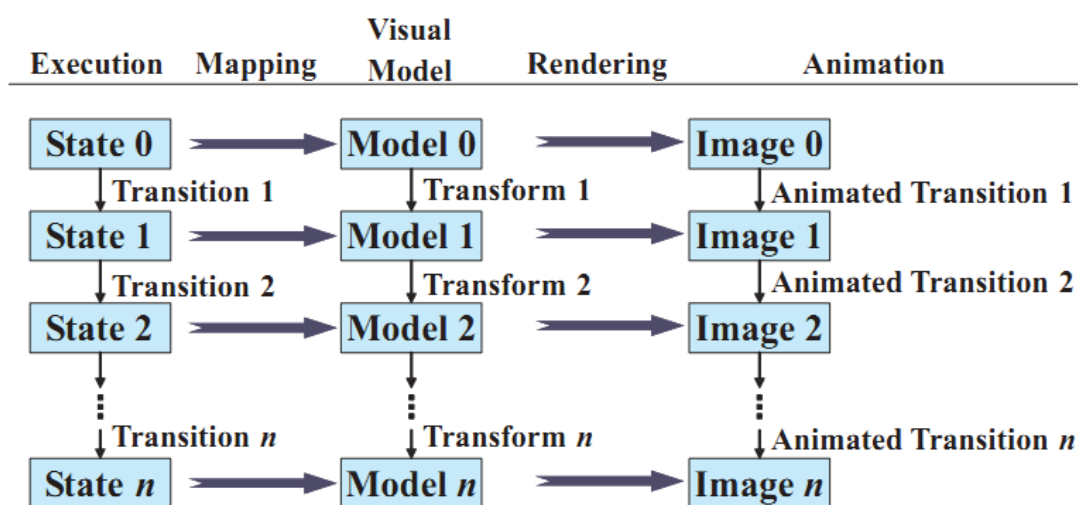 Execution Mapping Visual Model Rendering Animation
State 0 Model 0 Image 0
Transition 1 Transform 1 Animated Transition 1
State 1 Model 1 Image 1
Transition 2 Transform 2 Animated Transition 2
State 2 Model 2 Image 2
Transition n Transform n Animated Transition n
State n Model n Image n